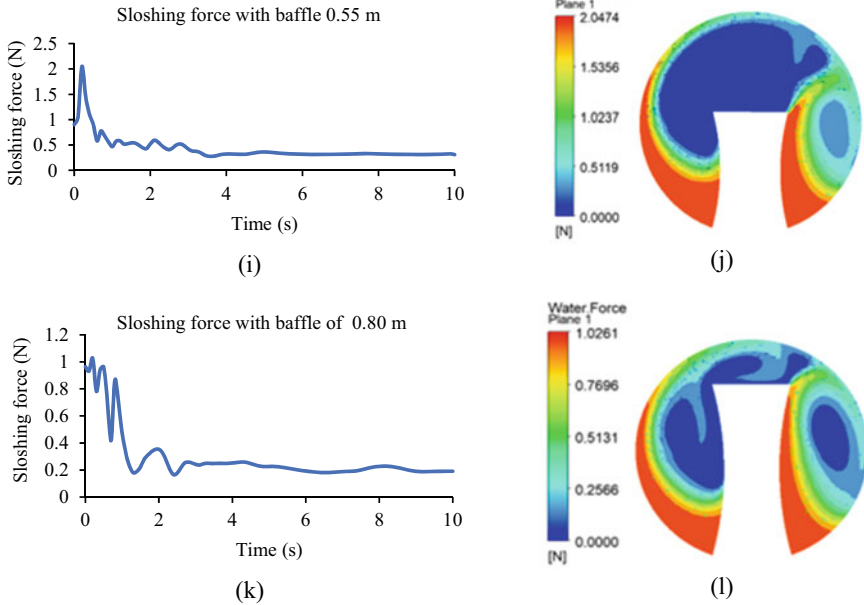 Sloshing force with baffle 0.55 m
2.5
2
1.5
1
0.5
0
Sloshing force (N)
0 2 4 6 8 10
Time (s)
(i)
Plane 1
2.0474
1.5356
1.0237
0.5119
0.0000
[N]
(j)
Sloshing force with baffle of 0.80 m
1.2
1
0.8
0.6
0.4
0.2
0
Sloshing force (N)
0 2 4 6 8 10
Time (s)
(k)
Water Force
Plane 1
1.0261
0.7696
0.5131
0.2566
0.0000
[N]
(l)